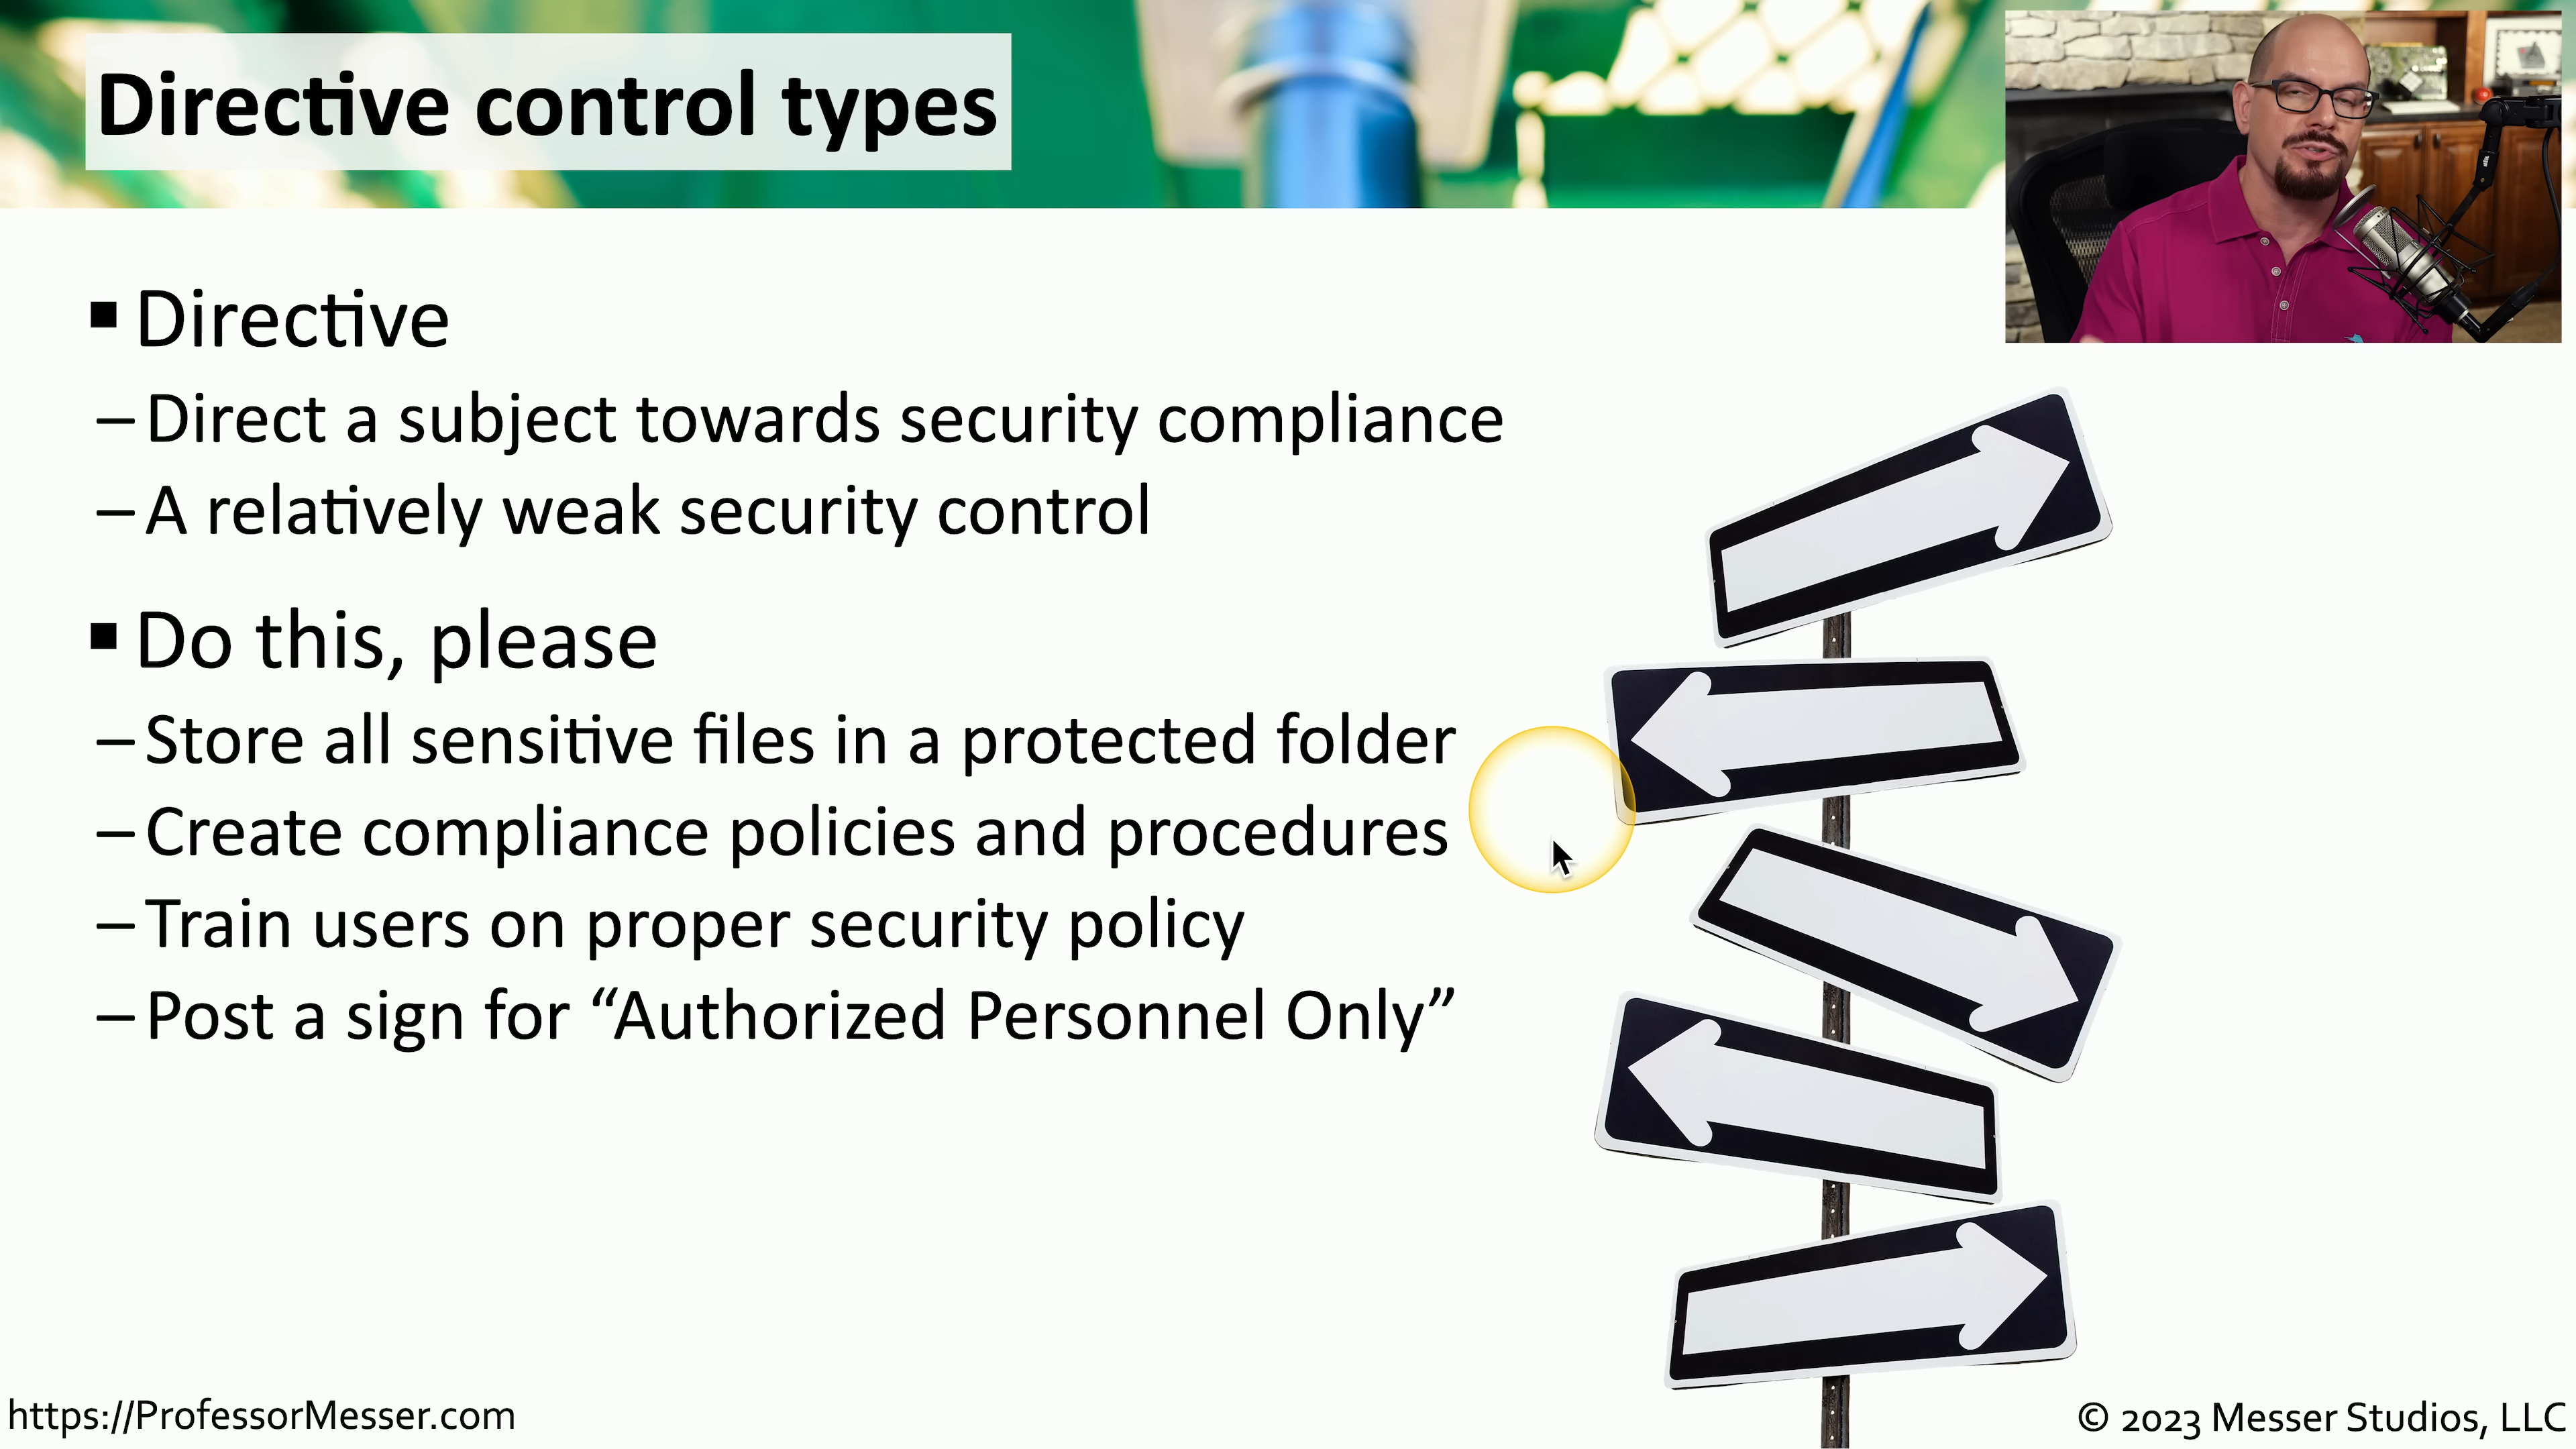 Directive control types
▪ Directive
– Direct a subject towards security compliance
– A relatively weak security control
▪ Do this, please
– Store all sensitive files in a protected folder
– Create compliance policies and procedures
– Train users on proper security policy
– Post a sign for “Authorized Personnel Only”
https://ProfessorMesser.com
© 2023 Messer Studios, LLC